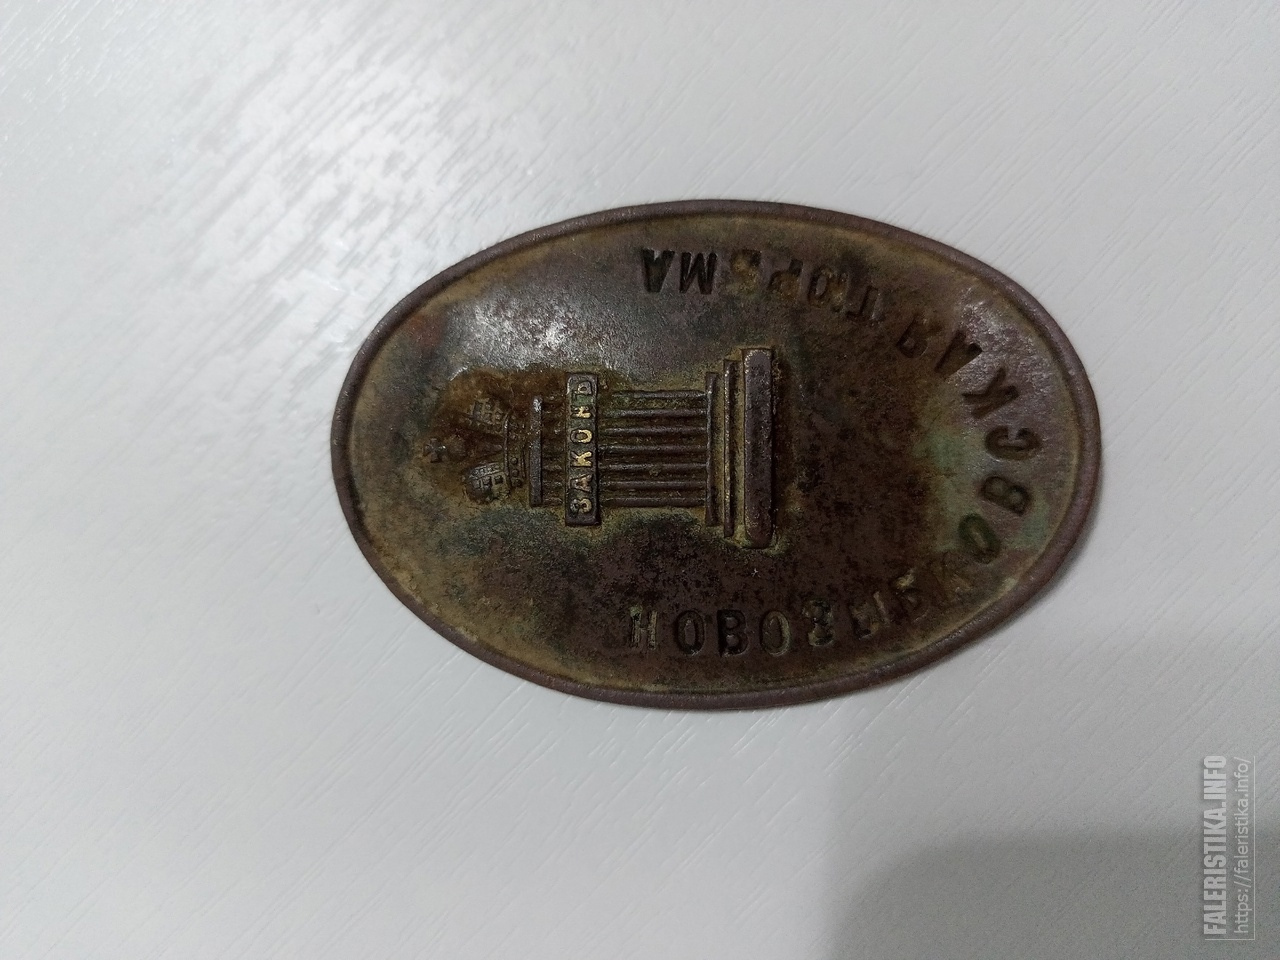 ЗАКОНЪ
НОВОЗЫБКОВСКАЯ ТЮРЬМА
FALERISTIKA.INFO
https://faleristika.info/